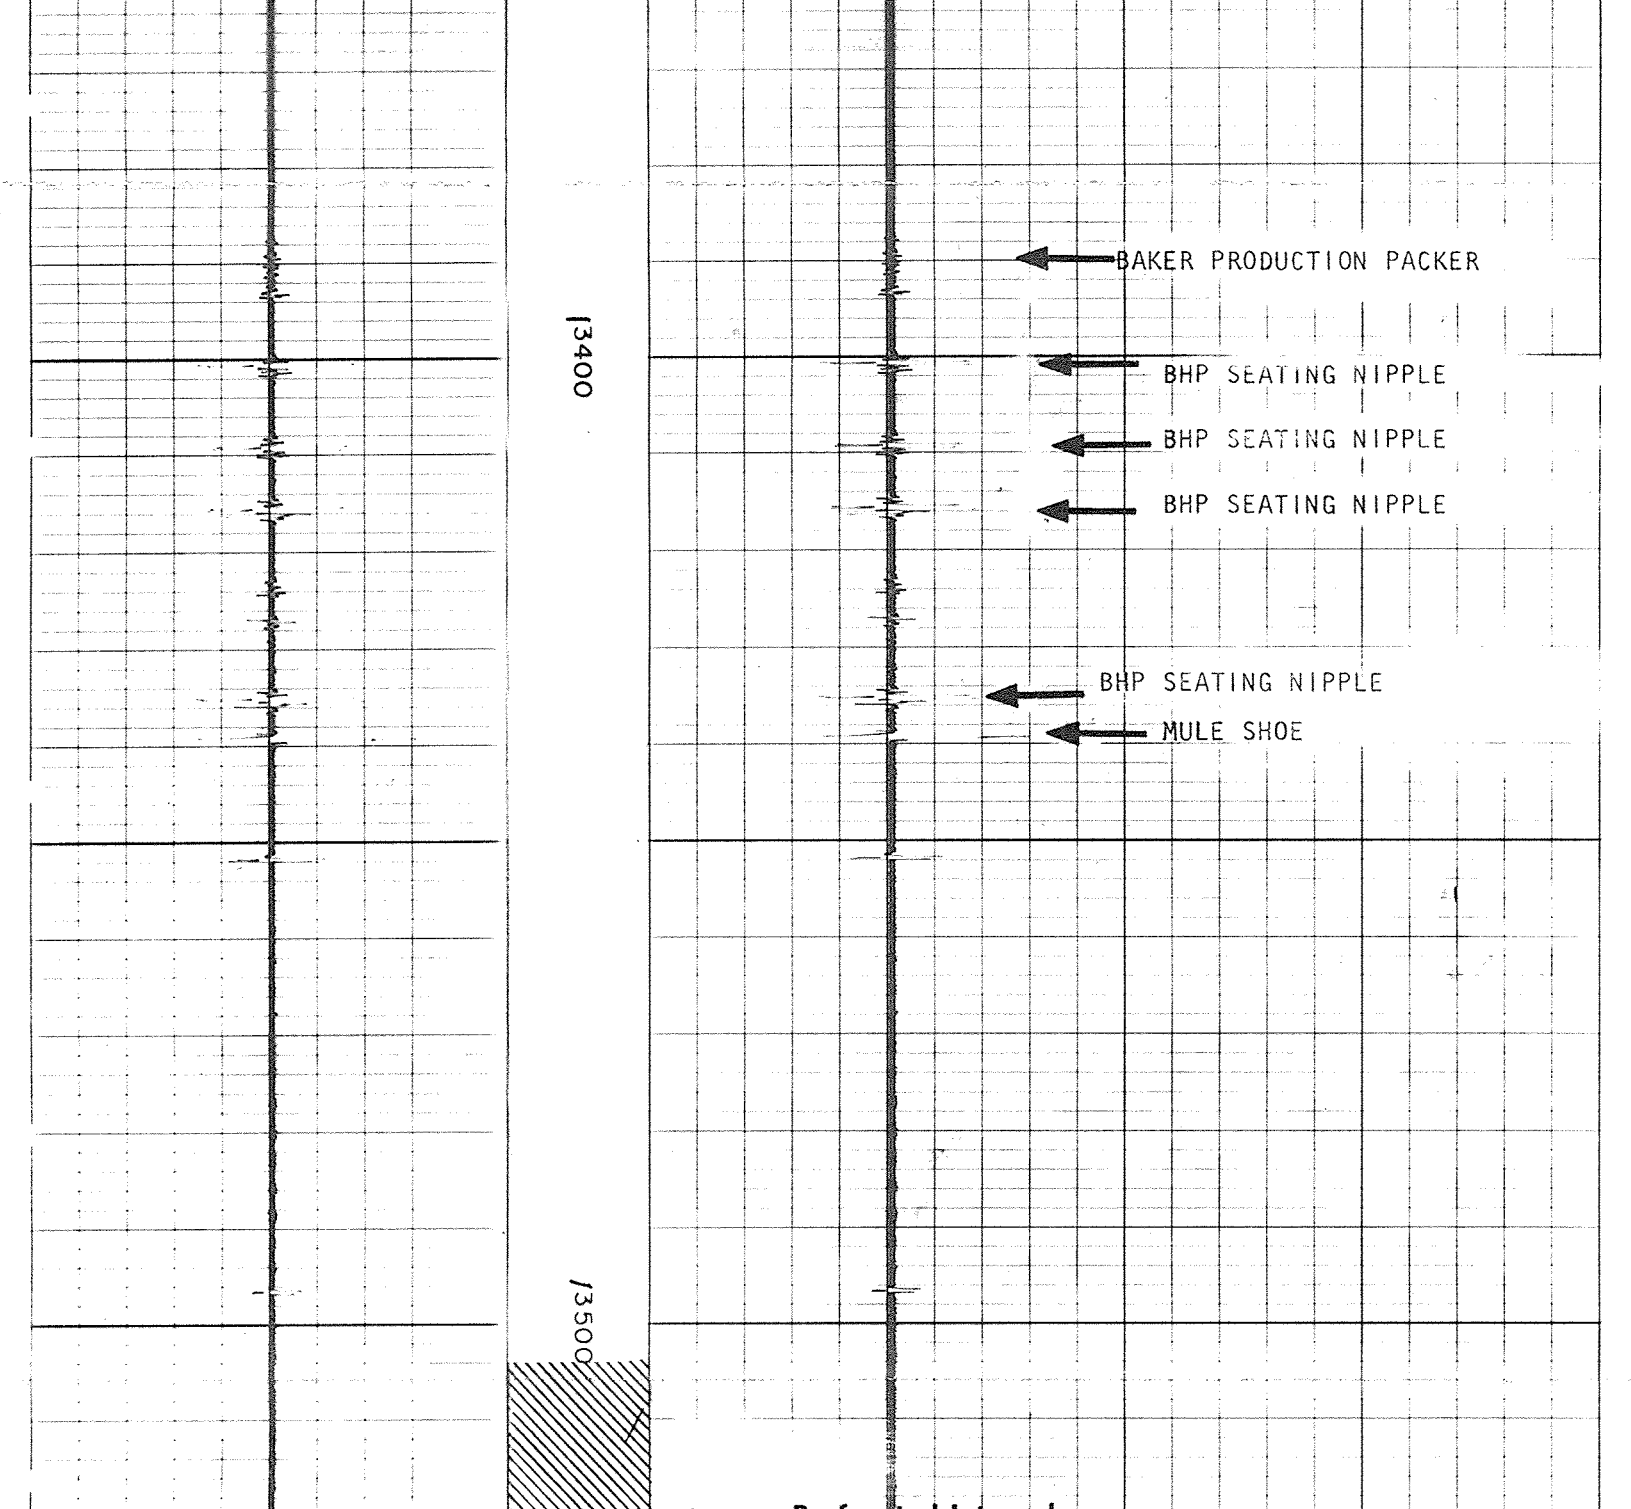 BAKER PRODUCTION PACKER
13400
BHP SEATING NIPPLE
BHP SEATING NIPPLE
BHP SEATING NIPPLE
BHP SEATING NIPPLE
MULE SHOE
13500